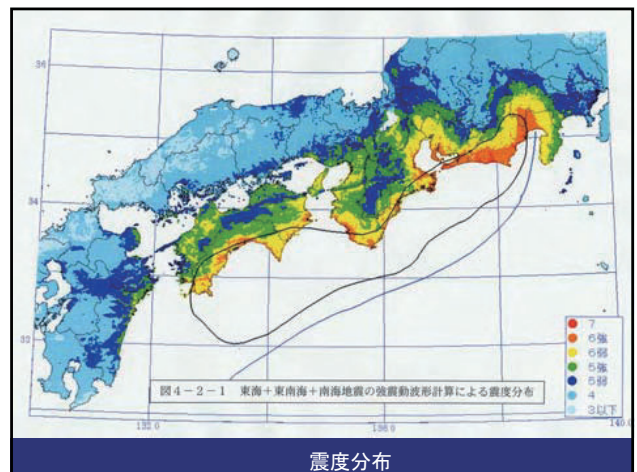 36
34
32
7
6強
6弱
5強
5弱
4
3以下
図4-2-1 東海+東南海+南海地震の強震動波形計算による震度分布
132.0
136.0
140.0
震度分布